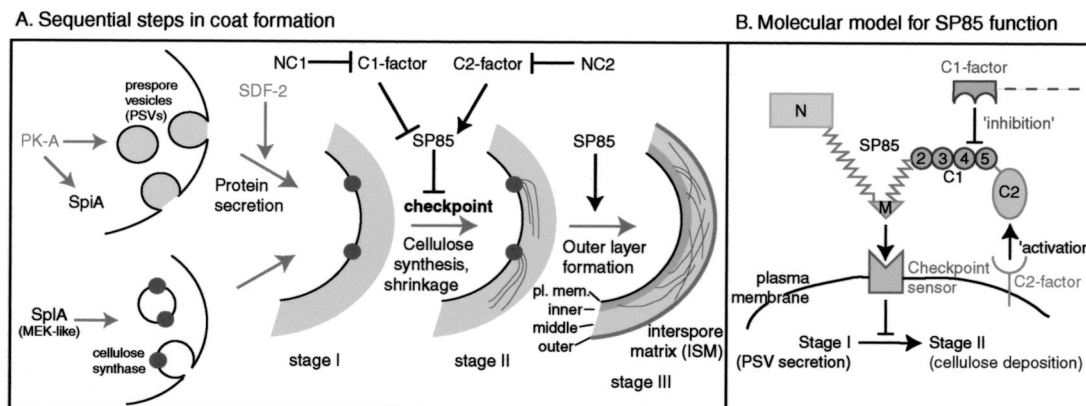 A. Sequential steps in coat formation
NC1 C1-factor C2-factor NC2
prespore
vesicles
(PSVs)
SDF-2
PK-A
SpiA
Protein
secretion
SP85
checkpoint
Cellulose
synthesis,
shrinkage
SP85
Outer layer
formation
SplA
(MEK-like)
cellulose
synthase
pl. mem.
inner
middle
outer
interspore
matrix (ISM)
stage I
stage II
stage III
B. Molecular model for SP85 function
C1-factor
N
'inhibition'
SP85
2 3 4 5
C1
C2
M
'activation
plasma
membrane
Checkpoint
sensor
C2-factor
Stage I Stage II
(PSV secretion) (cellulose deposition)